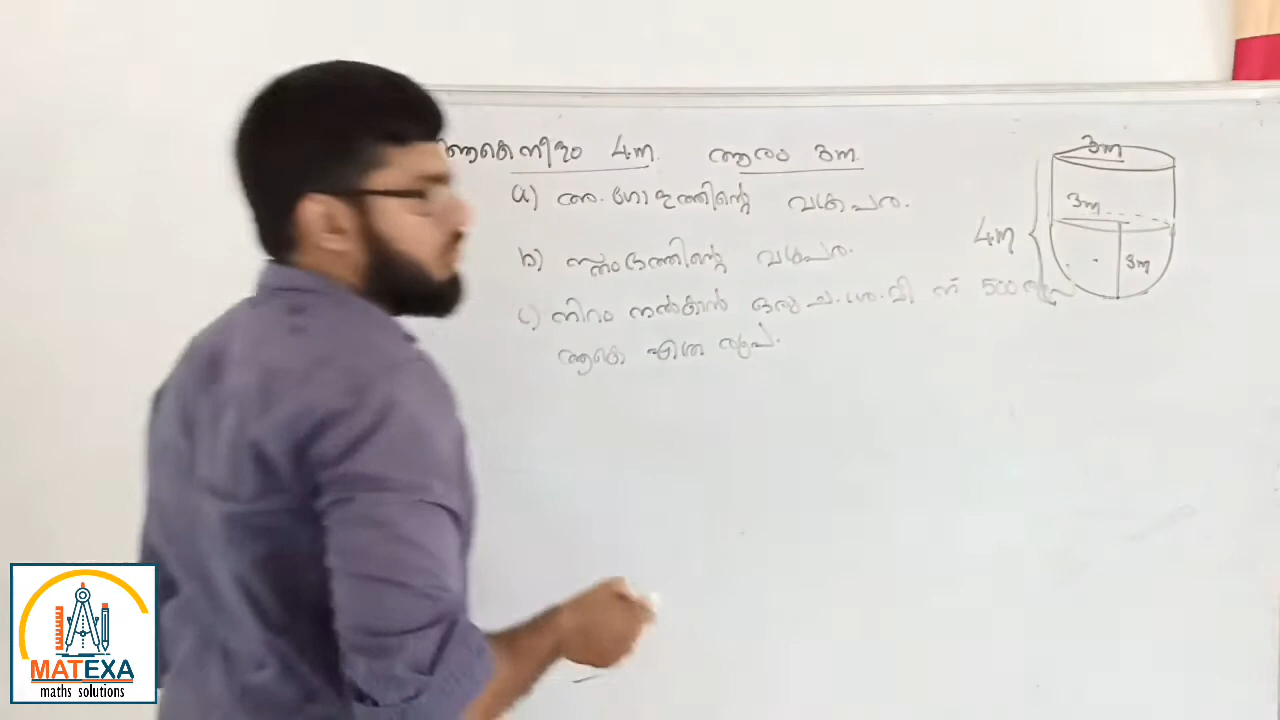 ആകെനീളം 4m. ആരം 3m.
a) അ.ഗോളത്തിന്റെ വക്രപര.
b) സ്തംഭത്തിന്റെ വക്രപര.
c) നിറം നൽകാൻ ഒരു ച.മീ ന് 500 രൂപ
ആകെ എത്ര രൂപ.
3m
3m
4m
3m
MATEXA
maths solutions